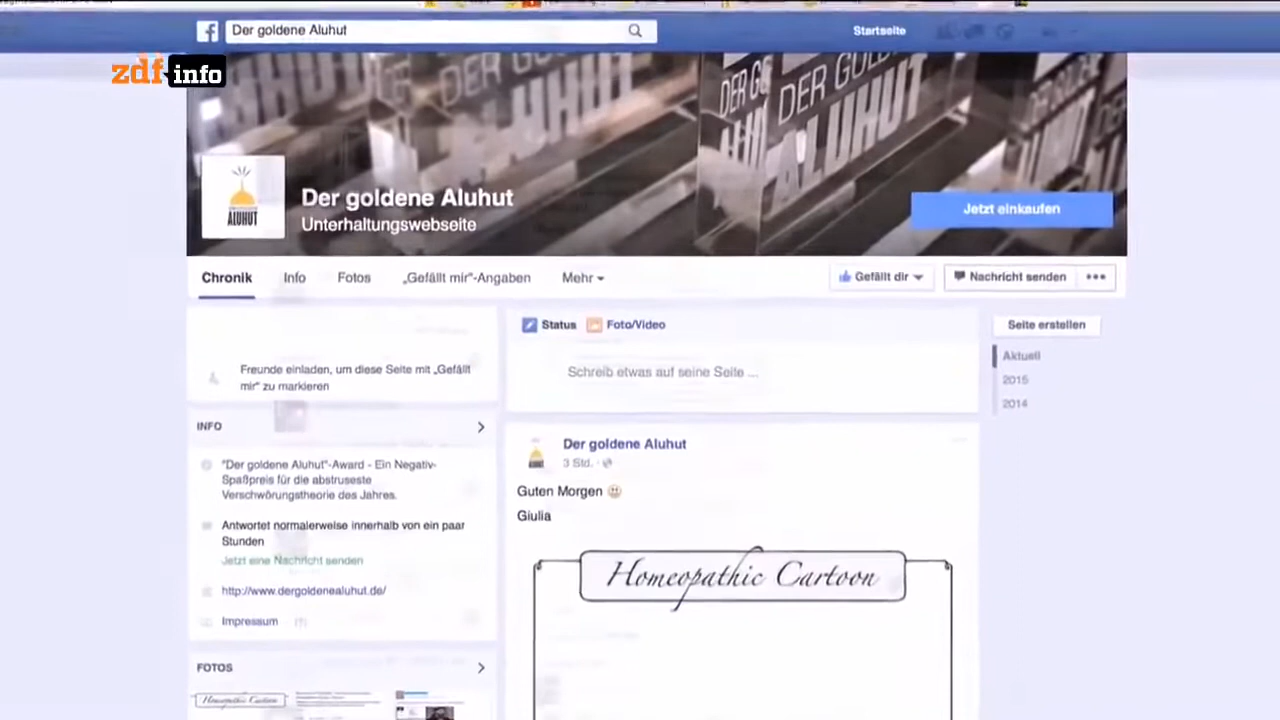 Der goldene Aluhut
Startseite
zdf info
DER GOLDENE
ALUHUT
Der goldene Aluhut
Unterhaltungswebseite
Jetzt einkaufen
Chronik
Info
Fotos
„Gefällt mir“-Angaben
Mehr
Gefällt dir
Nachricht senden
Freunde einladen, um diese Seite mit „Gefällt
mir“ zu markieren
INFO
"Der goldene Aluhut"-Award - Ein Negativ-
Spaßpreis für die abstruseste
Verschwörungstheorie des Jahres.
Antwortet normalerweise innerhalb von ein paar
Stunden
Jetzt eine Nachricht senden
http://www.dergoldenealuhut.de/
Impressum
FOTOS
Homeopathic Cartoon
Status
Foto/Video
Schreib etwas auf seine Seite ...
Der goldene Aluhut
3 Std.
Guten Morgen
Giulia
Homeopathic Cartoon
Seite erstellen
Aktuell
2015
2014